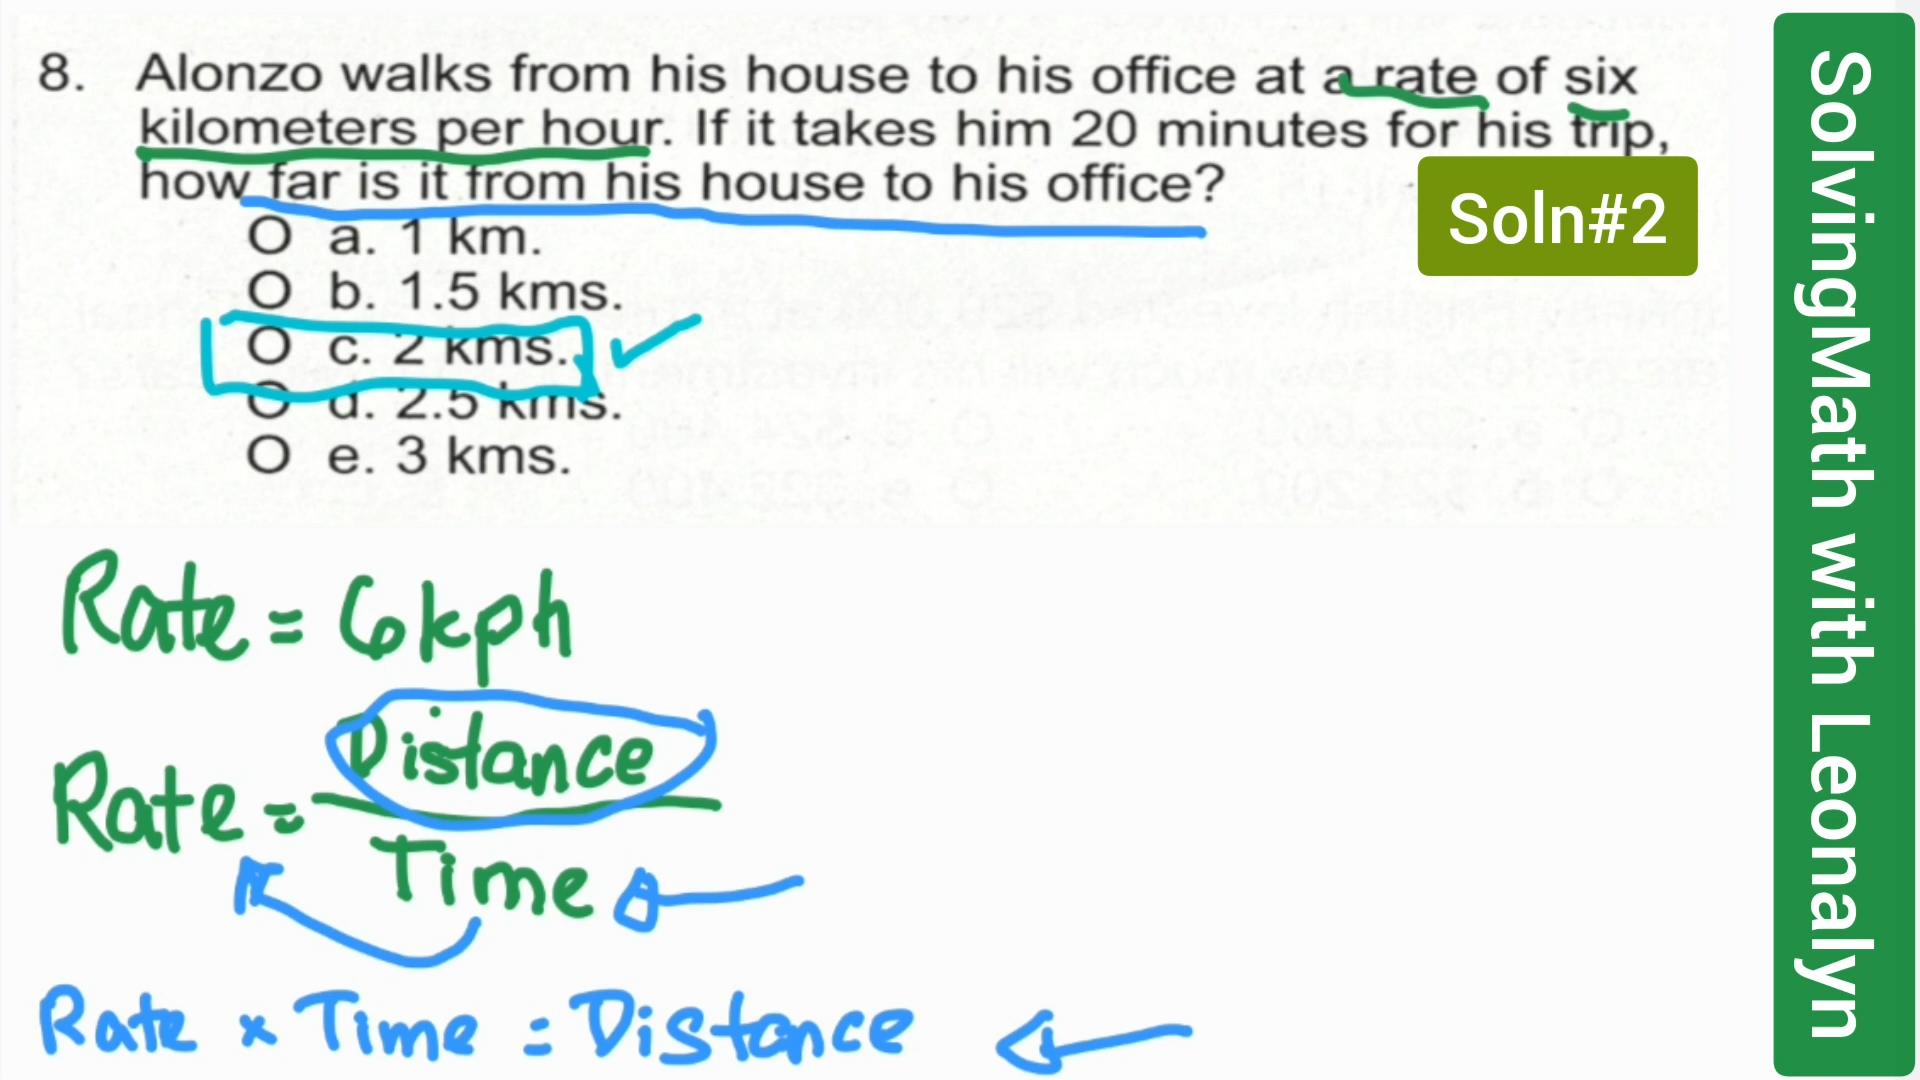 8. Alonzo walks from his house to his office at a rate of six
kilometers per hour. If it takes him 20 minutes for his trip,
how far is it from his house to his office?
O a. 1 km.
O b. 1.5 kms.
O c. 2 kms.
O d. 2.5 kms.
O e. 3 kms.
Soln#2
SolvingMath with Leonalyn
Rate = 6kph
Rate = Distance
Time
Rate x Time = Distance